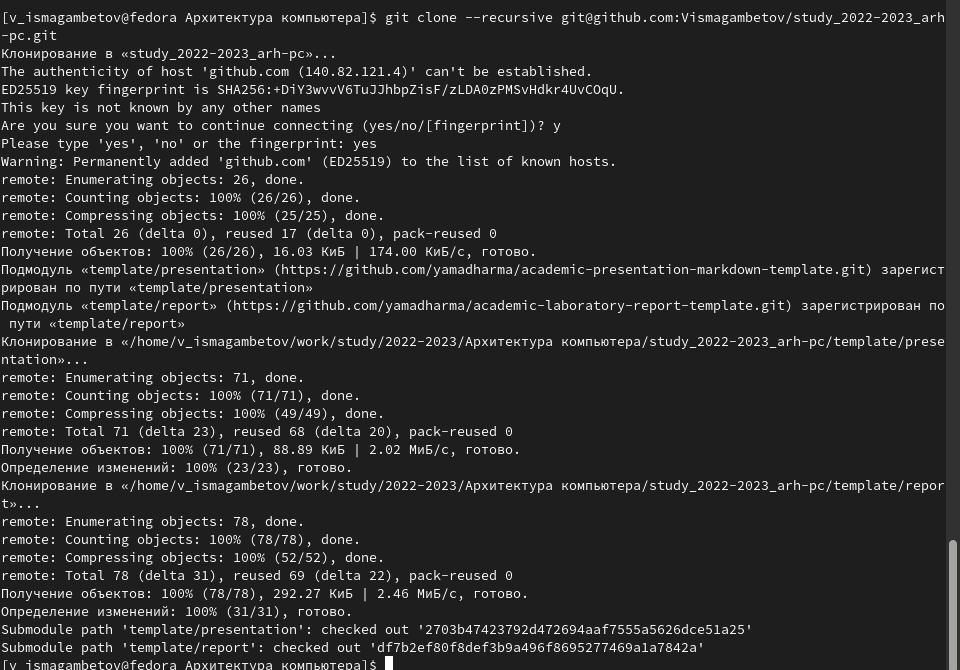 [v_ismagambetov@fedora Архитектура компьютера]$ git clone --recursive git@github.com:Vismagambetov/study_2022-2023_arh
-pc.git
Клонирование в «study_2022-2023_arh-pc»...
The authenticity of host 'github.com (140.82.121.4)' can't be established.
ED25519 key fingerprint is SHA256:+DiY3wvvV6TuJJhbpZisF/zLDA0zPMSvHdkr4UvCOqU.
This key is not known by any other names
Are you sure you want to continue connecting (yes/no/[fingerprint])? y
Please type 'yes', 'no' or the fingerprint: yes
Warning: Permanently added 'github.com' (ED25519) to the list of known hosts.
remote: Enumerating objects: 26, done.
remote: Counting objects: 100% (26/26), done.
remote: Compressing objects: 100% (25/25), done.
remote: Total 26 (delta 0), reused 17 (delta 0), pack-reused 0
Получение объектов: 100% (26/26), 16.03 КиБ | 174.00 КиБ/с, готово.
Подмодуль «template/presentation» (https://github.com/yamadharma/academic-presentation-markdown-template.git) зарегист
рирован по пути «template/presentation»
Подмодуль «template/report» (https://github.com/yamadharma/academic-laboratory-report-template.git) зарегистрирован по
 пути «template/report»
Клонирование в «/home/v_ismagambetov/work/study/2022-2023/Архитектура компьютера/study_2022-2023_arh-pc/template/prese
ntation»...
remote: Enumerating objects: 71, done.
remote: Counting objects: 100% (71/71), done.
remote: Compressing objects: 100% (49/49), done.
remote: Total 71 (delta 23), reused 68 (delta 20), pack-reused 0
Получение объектов: 100% (71/71), 88.89 КиБ | 2.02 МиБ/с, готово.
Определение изменений: 100% (23/23), готово.
Клонирование в «/home/v_ismagambetov/work/study/2022-2023/Архитектура компьютера/study_2022-2023_arh-pc/template/repor
t»...
remote: Enumerating objects: 78, done.
remote: Counting objects: 100% (78/78), done.
remote: Compressing objects: 100% (52/52), done.
remote: Total 78 (delta 31), reused 69 (delta 22), pack-reused 0
Получение объектов: 100% (78/78), 292.27 КиБ | 2.46 МиБ/с, готово.
Определение изменений: 100% (31/31), готово.
Submodule path 'template/presentation': checked out '2703b47423792d472694aaf7555a5626dce51a25'
Submodule path 'template/report': checked out 'df7b2ef80f8def3b9a496f8695277469a1a7842a'
[v_ismagambetov@fedora Архитектура компьютера]$